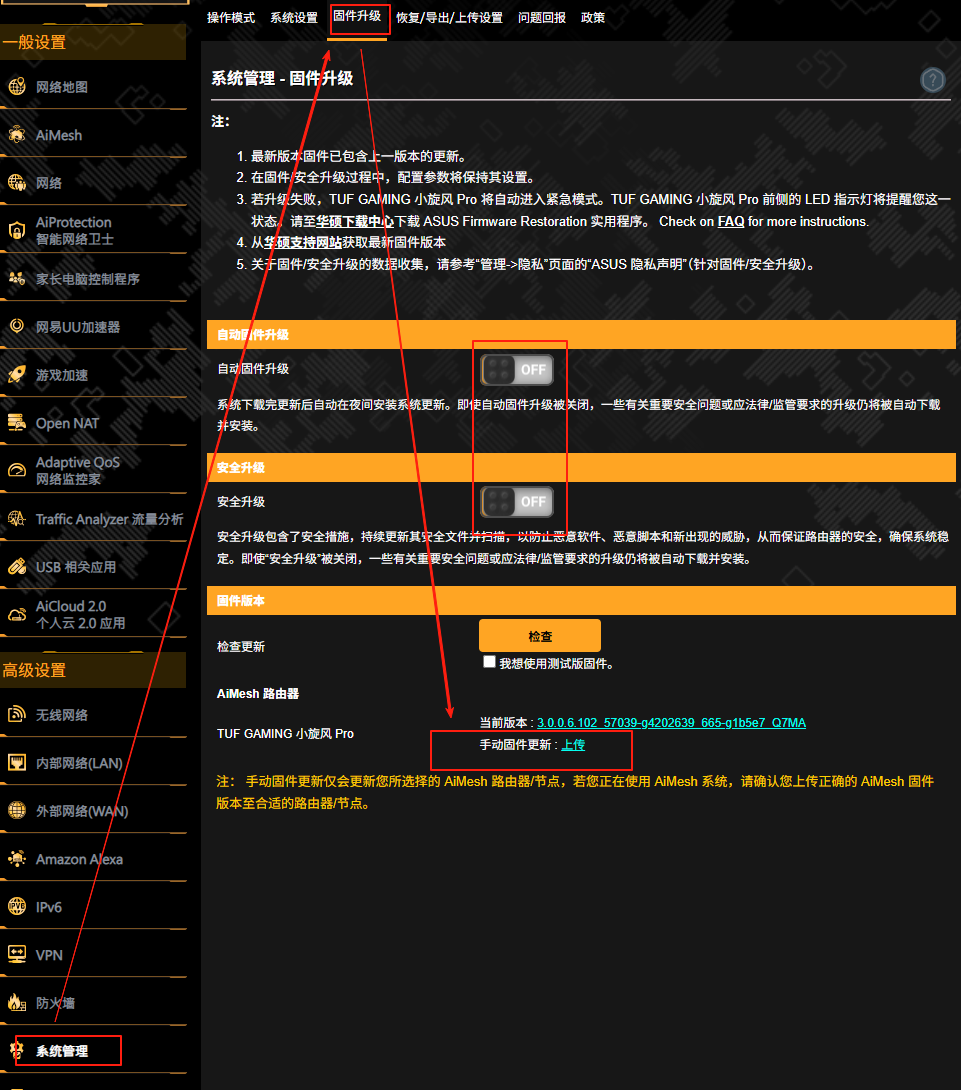 操作模式 系统设置 固件升级 恢复/导出/上传设置 问题回报 政策
一般设置
网络地图
AiMesh
网络
AiProtection
智能网络卫士
家长电脑控制程序
网易UU加速器
游戏加速
Open NAT
Adaptive QoS
网络监控家
Traffic Analyzer 流量分析
USB 相关应用
AiCloud 2.0
个人云 2.0 应用
高级设置
无线网络
内部网络(LAN)
外部网络(WAN)
Amazon Alexa
IPv6
VPN
防火墙
系统管理
系统管理 - 固件升级
?
注:
1. 最新版本固件已包含上一版本的更新。
2. 在固件/安全升级过程中，配置参数将保持其设置。
3. 若升级失败，TUF GAMING 小旋风 Pro 将自动进入紧急模式。TUF GAMING 小旋风 Pro 前侧的 LED 指示灯将提醒您这一
状态。请至华硕下载中心下载 ASUS Firmware Restoration 实用程序。 Check on FAQ for more instructions.
4. 从华硕支持网站获取最新固件版本
5. 关于固件/安全升级的数据收集，请参考“管理->隐私”页面的“ASUS 隐私声明”（针对固件/安全升级）。
自动固件升级
自动固件升级 OFF
系统下载完更新后自动在夜间安装系统更新。即使自动固件升级被关闭，一些有关重要安全问题或应法律/监管要求的升级仍将被自动下载
并安装。
安全升级
安全升级 OFF
安全升级包含了安全措施，持续更新其安全文件并扫描，以防止恶意软件、恶意脚本和新出现的威胁，从而保证路由器的安全，确保系统稳
定。即使“安全升级”被关闭，一些有关重要安全问题或应法律/监管要求的升级仍将被自动下载并安装。
固件版本
检查更新 检查
我想使用测试版固件。
AiMesh 路由器
TUF GAMING 小旋风 Pro
当前版本 : 3.0.0.6.102_57039-g4202639_665-g1b5e7_Q7MA
手动固件更新 : 上传
注： 手动固件更新仅会更新您所选择的 AiMesh 路由器/节点，若您正在使用 AiMesh 系统，请确认您上传正确的 AiMesh 固件
版本至合适的路由器/节点。